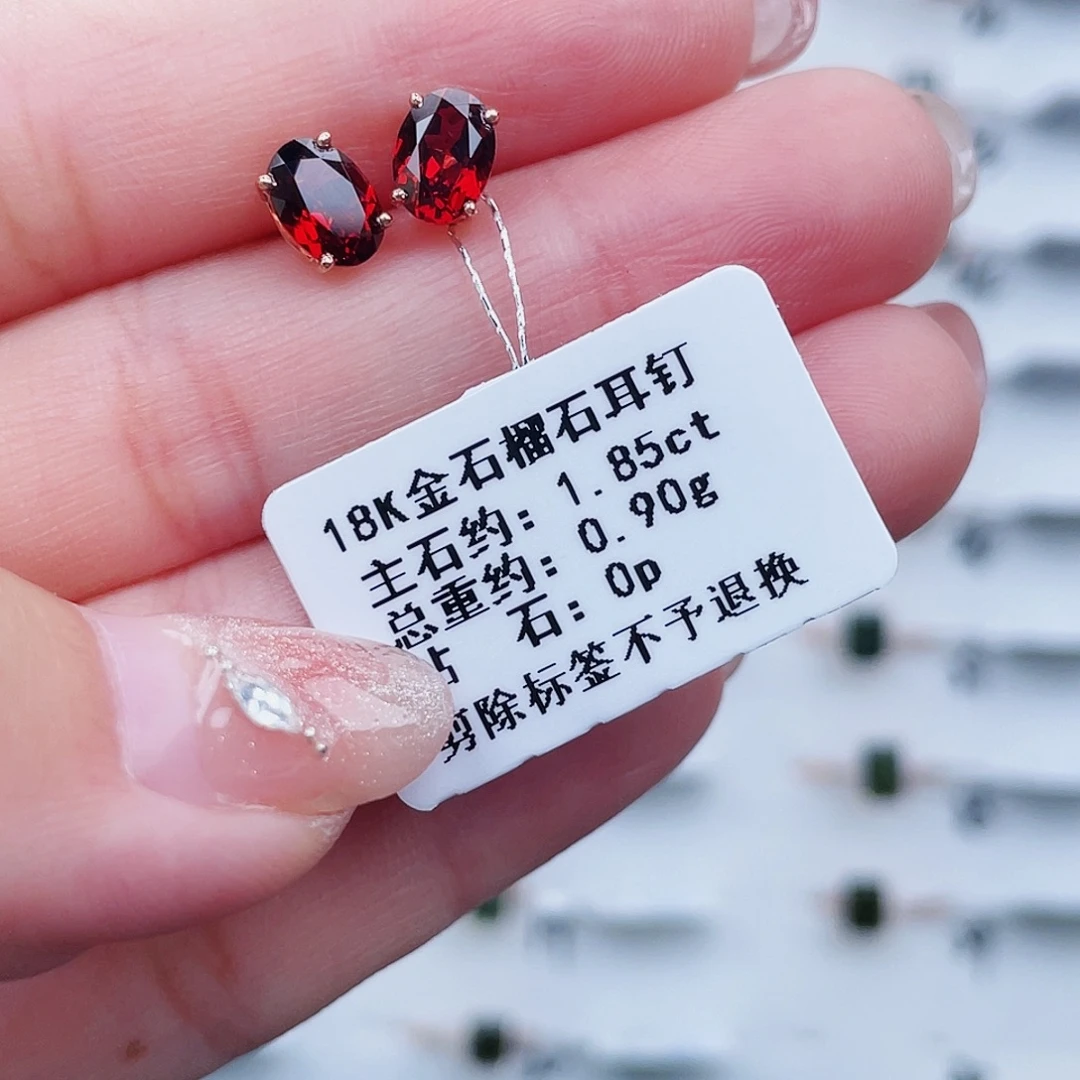 18K金石榴石耳钉
主石约: 1.85ct
总重约: 0.90g
石: 0p
剪除标签不予退换